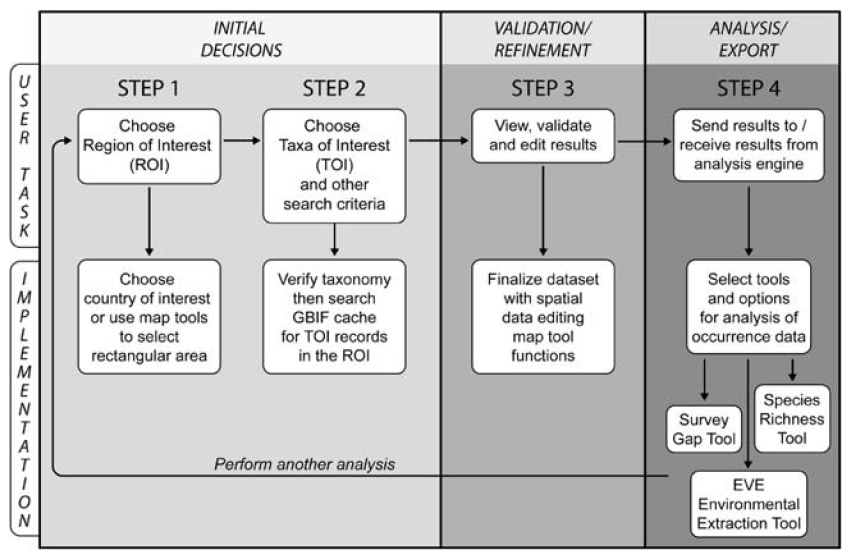 INITIAL
DECISIONS
VALIDATION/
REFINEMENT
ANALYSIS/
EXPORT
USER TASK
STEP 1
STEP 2
STEP 3
STEP 4
Choose
Region of Interest
(ROI)
Choose
Taxa of Interest
(TOI)
and other
search criteria
View, validate
and edit results
Send results to /
receive results from
analysis engine
IMPLEMENTATION
Choose
country of interest
or use map tools
to select
rectangular area
Verify taxonomy
then search
GBIF cache
for TOI records
in the ROI
Finalize dataset
with spatial
data editing
map tool
functions
Select tools
and options
for analysis of
occurrence data
Survey
Gap Tool
Species
Richness
Tool
EVE
Environmental
Extraction Tool
Perform another analysis